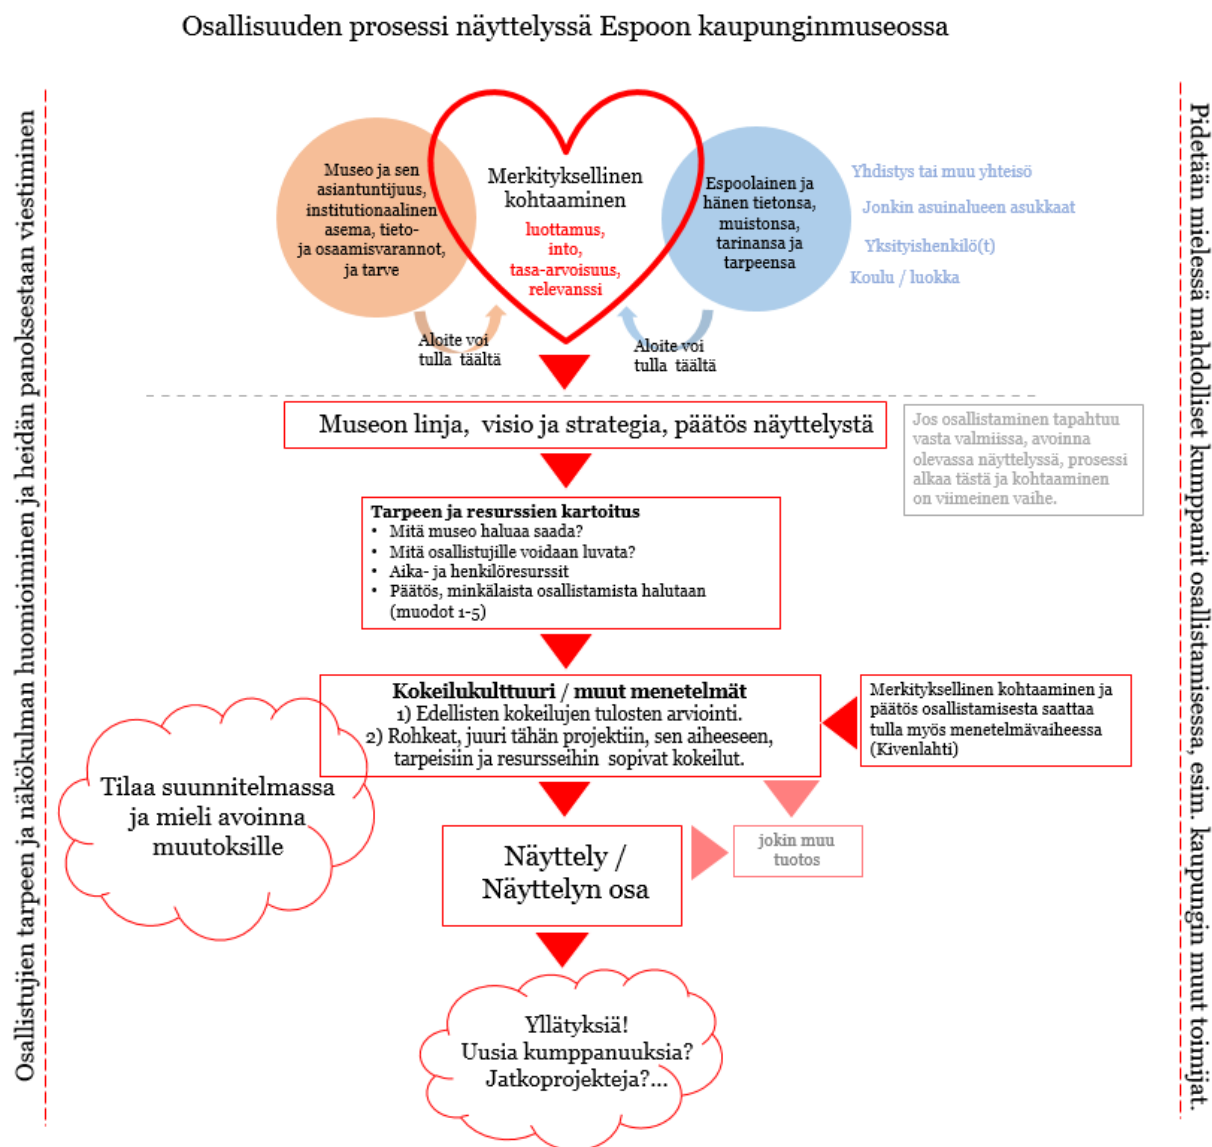 Osallisuuden prosessi näyttelyssä Espoon kaupunginmuseossa
Osallistujien tarpeen ja näkökulman huomioiminen ja heidän panoksestaan viestiminen
Museo ja sen
asiantuntijuus,
institutionaalinen
asema, tieto-
ja osaamisvarannot,
ja tarve
Merkityksellinen
kohtaaminen
luottamus,
into,
tasa-arvoisuus,
relevanssi
Espoolainen ja
hänen tietonsa,
muistonsa,
tarinansa ja
tarpeensa
Yhdistys tai muu yhteisö
Jonkin asuinalueen asukkaat
Yksityishenkilö(t)
Koulu / luokka
Aloite voi
tulla täältä
Aloite voi
tulla täältä
Museon linja, visio ja strategia, päätös näyttelystä
Jos osallistaminen tapahtuu
vasta valmiissa, avoinna
olevassa näyttelyssä, prosessi
alkaa tästä ja kohtaaminen
on viimeinen vaihe.
Tarpeen ja resurssien kartoitus
• Mitä museo haluaa saada?
• Mitä osallistujille voidaan luvata?
• Aika- ja henkilöresurssit
• Päätös, minkälaista osallistamista halutaan
(muodot 1-5)
Kokeilukulttuuri / muut menetelmät
1) Edellisten kokeilujen tulosten arviointi.
2) Rohkeat, juuri tähän projektiin, sen aiheeseen,
tarpeisiin ja resursseihin sopivat kokeilut.
Merkityksellinen kohtaaminen ja
päätös osallistamisesta saattaa
tulla myös menetelmävaiheessa
(Kivenlahti)
Tilaa suunnitelmassa
ja mieli avoinna
muutoksille
Näyttely /
Näyttelyn osa
jokin muu
tuotos
Yllätyksiä!
Uusia kumppanuuksia?
Jatkoprojekteja?...
Pidetään mielessä mahdolliset kumppanit osallistamisessa, esim. kaupungin muut toimijat.